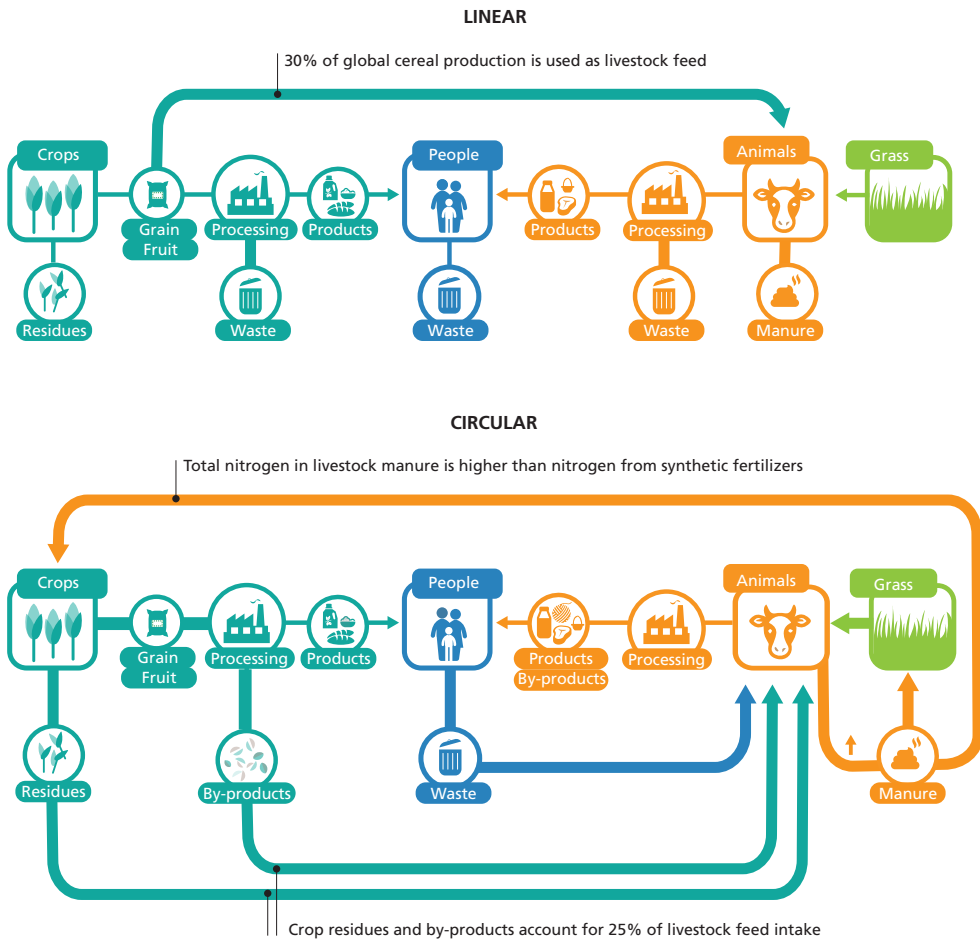 LINEAR
30% of global cereal production is used as livestock feed
Crops
People
Animals
Grass
Grain
Fruit
Processing
Products
Products
Processing
Residues
Waste
Waste
Waste
Manure
CIRCULAR
Total nitrogen in livestock manure is higher than nitrogen from synthetic fertilizers
Crops
People
Animals
Grass
Grain
Fruit
Processing
Products
Products
By-products
Processing
Residues
By-products
Waste
Manure
Crop residues and by-products account for 25% of livestock feed intake